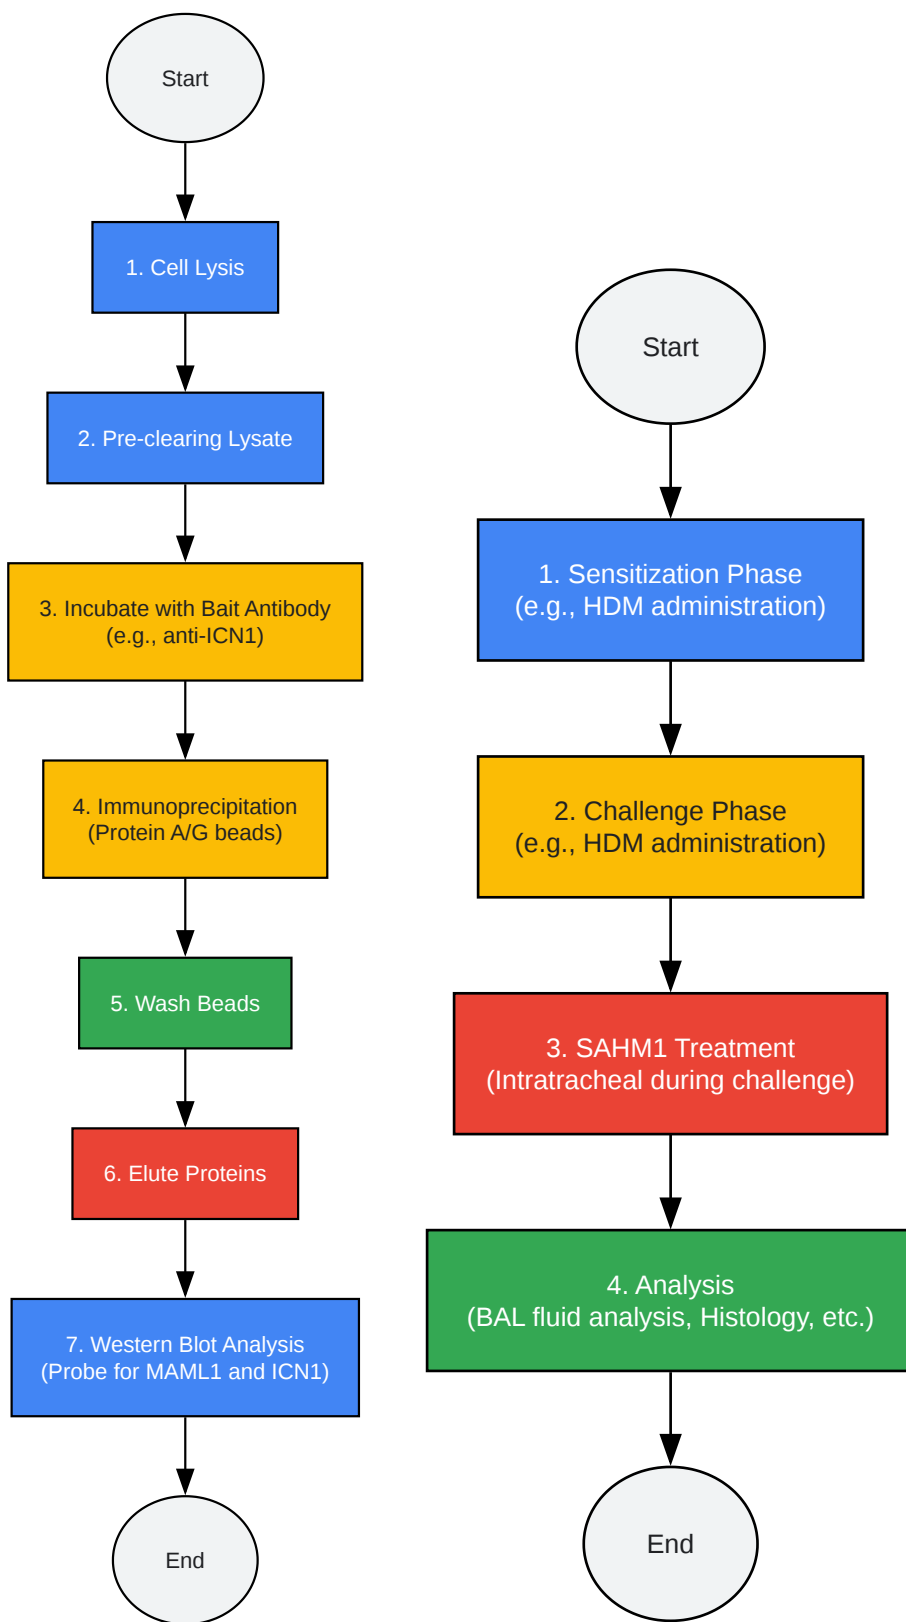 Start
1. Cell Lysis
2. Pre-clearing Lysate
3. Incubate with Bait Antibody
(e.g., anti-ICN1)
4. Immunoprecipitation
(Protein A/G beads)
5. Wash Beads
6. Elute Proteins
7. Western Blot Analysis
(Probe for MAML1 and ICN1)
End
Start
1. Sensitization Phase
(e.g., HDM administration)
2. Challenge Phase
(e.g., HDM administration)
3. SAHM1 Treatment
(Intratracheal during challenge)
4. Analysis
(BAL fluid analysis, Histology, etc.)
End